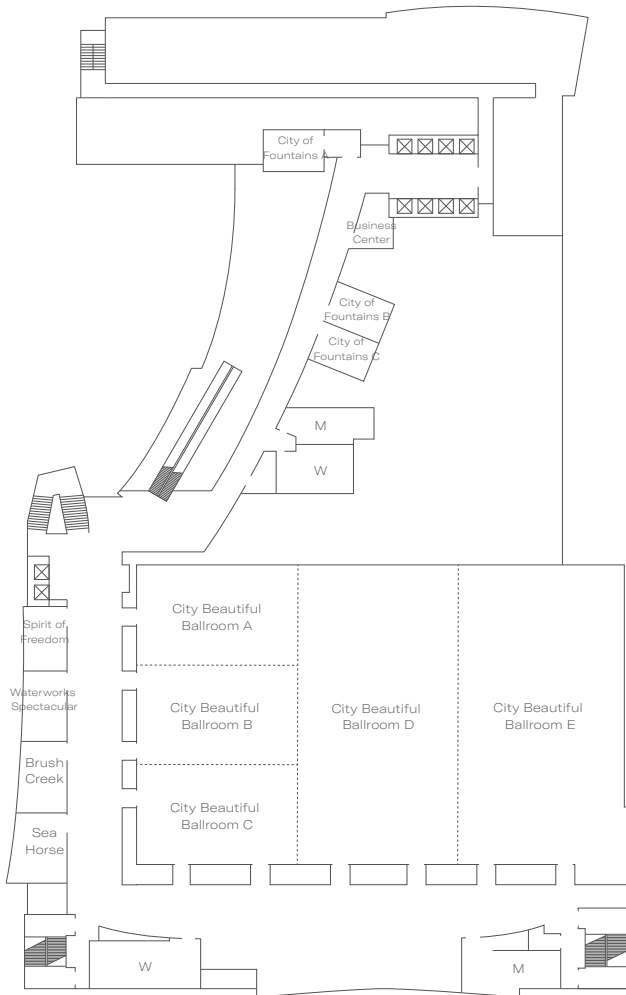 City of
Fountains A
Business
Center
City of
Fountains B
City of
Fountains C
M
W
City Beautiful
Ballroom A
Spirit of
Freedom
Waterworks
Spectacular
City Beautiful
Ballroom B
City Beautiful
Ballroom D
City Beautiful
Ballroom E
Brush
Creek
City Beautiful
Ballroom C
Sea
Horse
W
M